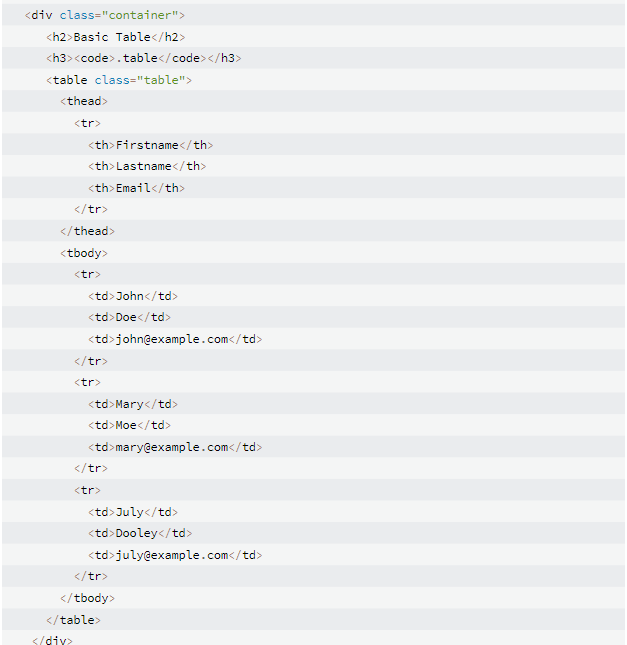 <div class="container">
<h2>Basic Table</h2>
<h3><code>.table</code></h3>
<table class="table">
<thead>
<tr>
<th>Firstname</th>
<th>Lastname</th>
<th>Email</th>
</tr>
</thead>
<tbody>
<tr>
<td>John</td>
<td>Doe</td>
<td>john@example.com</td>
</tr>
<tr>
<td>Mary</td>
<td>Moe</td>
<td>mary@example.com</td>
</tr>
<tr>
<td>July</td>
<td>Dooley</td>
<td>july@example.com</td>
</tr>
</tbody>
</table>
</div>